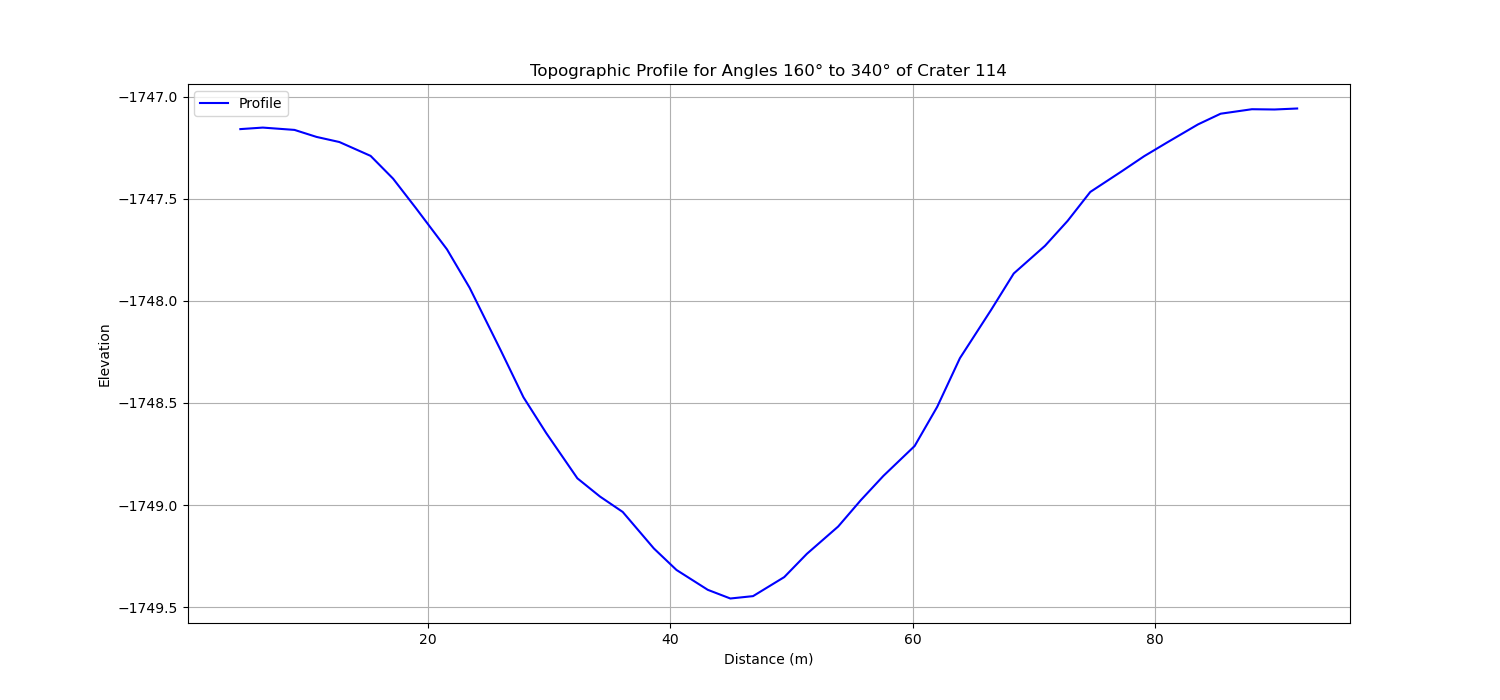 Topographic Profile for Angles 160° to 340° of Crater 114
Profile
−1747.0
−1747.5
−1748.0
−1748.5
−1749.0
−1749.5
Elevation
20 40 60 80
Distance (m)